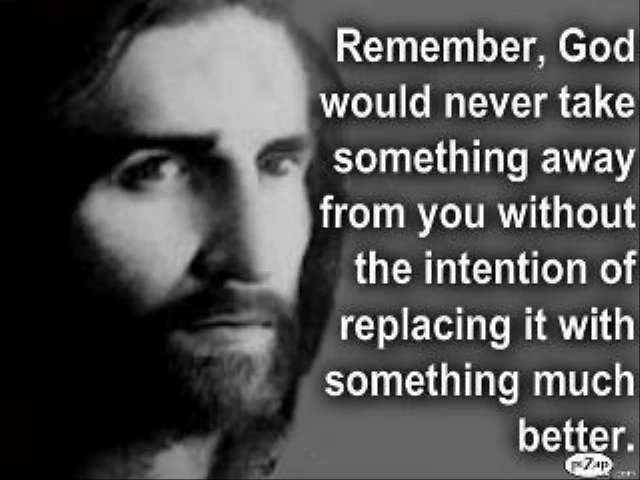 Remember, God
would never take
something away
from you without
the intention of
replacing it with
something much
better.